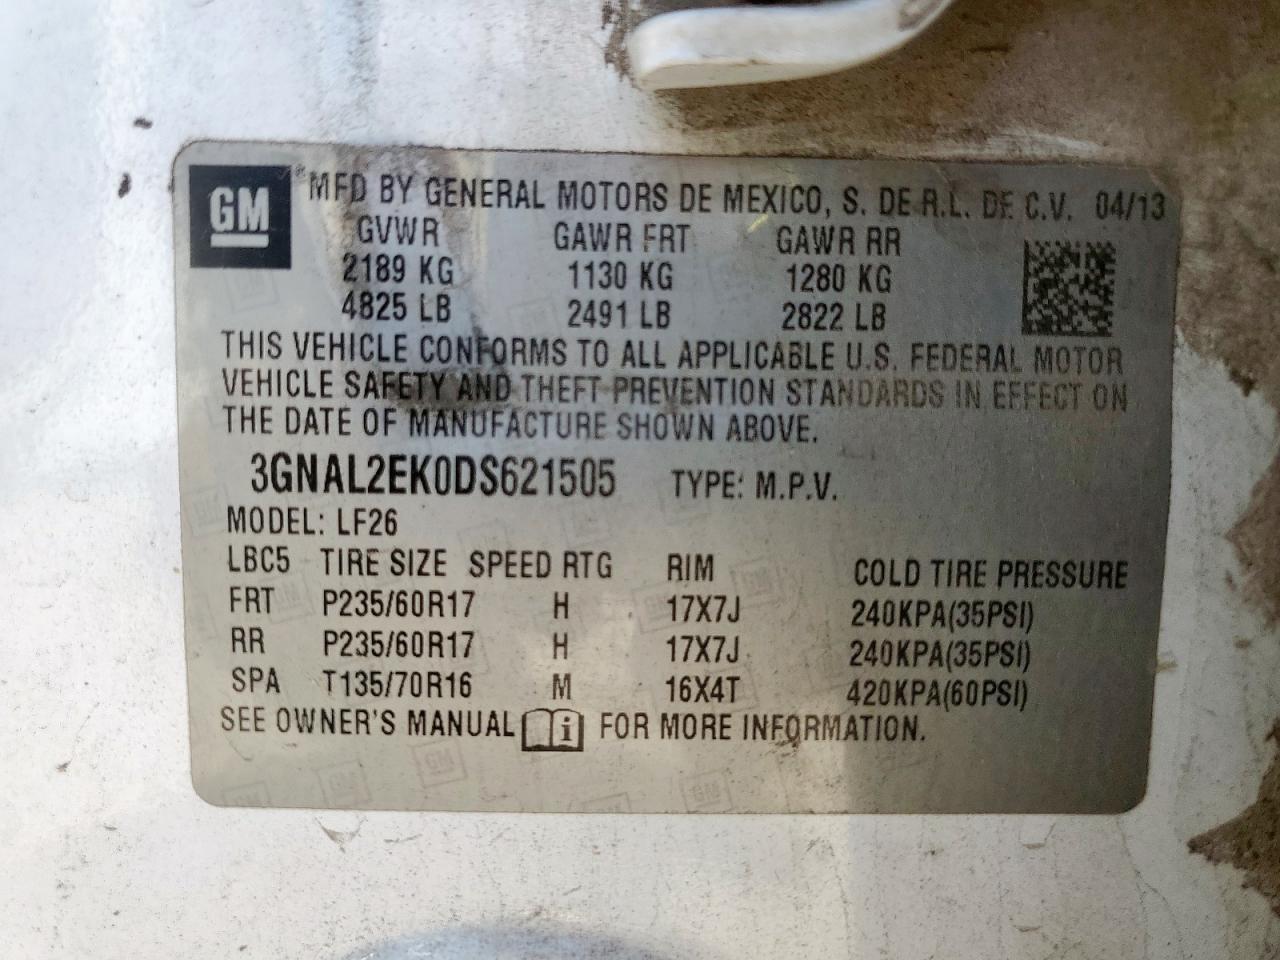 GM ® MFD BY GENERAL MOTORS DE MEXICO, S. DE R.L. DE C.V. 04/13
GVWR GAWR FRT GAWR RR
2189 KG 1130 KG 1280 KG
4825 LB 2491 LB 2822 LB
THIS VEHICLE CONFORMS TO ALL APPLICABLE U.S. FEDERAL MOTOR
VEHICLE SAFETY AND THEFT PREVENTION STANDARDS IN EFFECT ON
THE DATE OF MANUFACTURE SHOWN ABOVE.
3GNAL2EK0DS621505 TYPE: M.P.V.
MODEL: LF26
LBC5 TIRE SIZE SPEED RTG RIM COLD TIRE PRESSURE
FRT P235/60R17 H 17X7J 240KPA(35PSI)
RR P235/60R17 H 17X7J 240KPA(35PSI)
SPA T135/70R16 M 16X4T 420KPA(60PSI)
SEE OWNER'S MANUAL i FOR MORE INFORMATION.